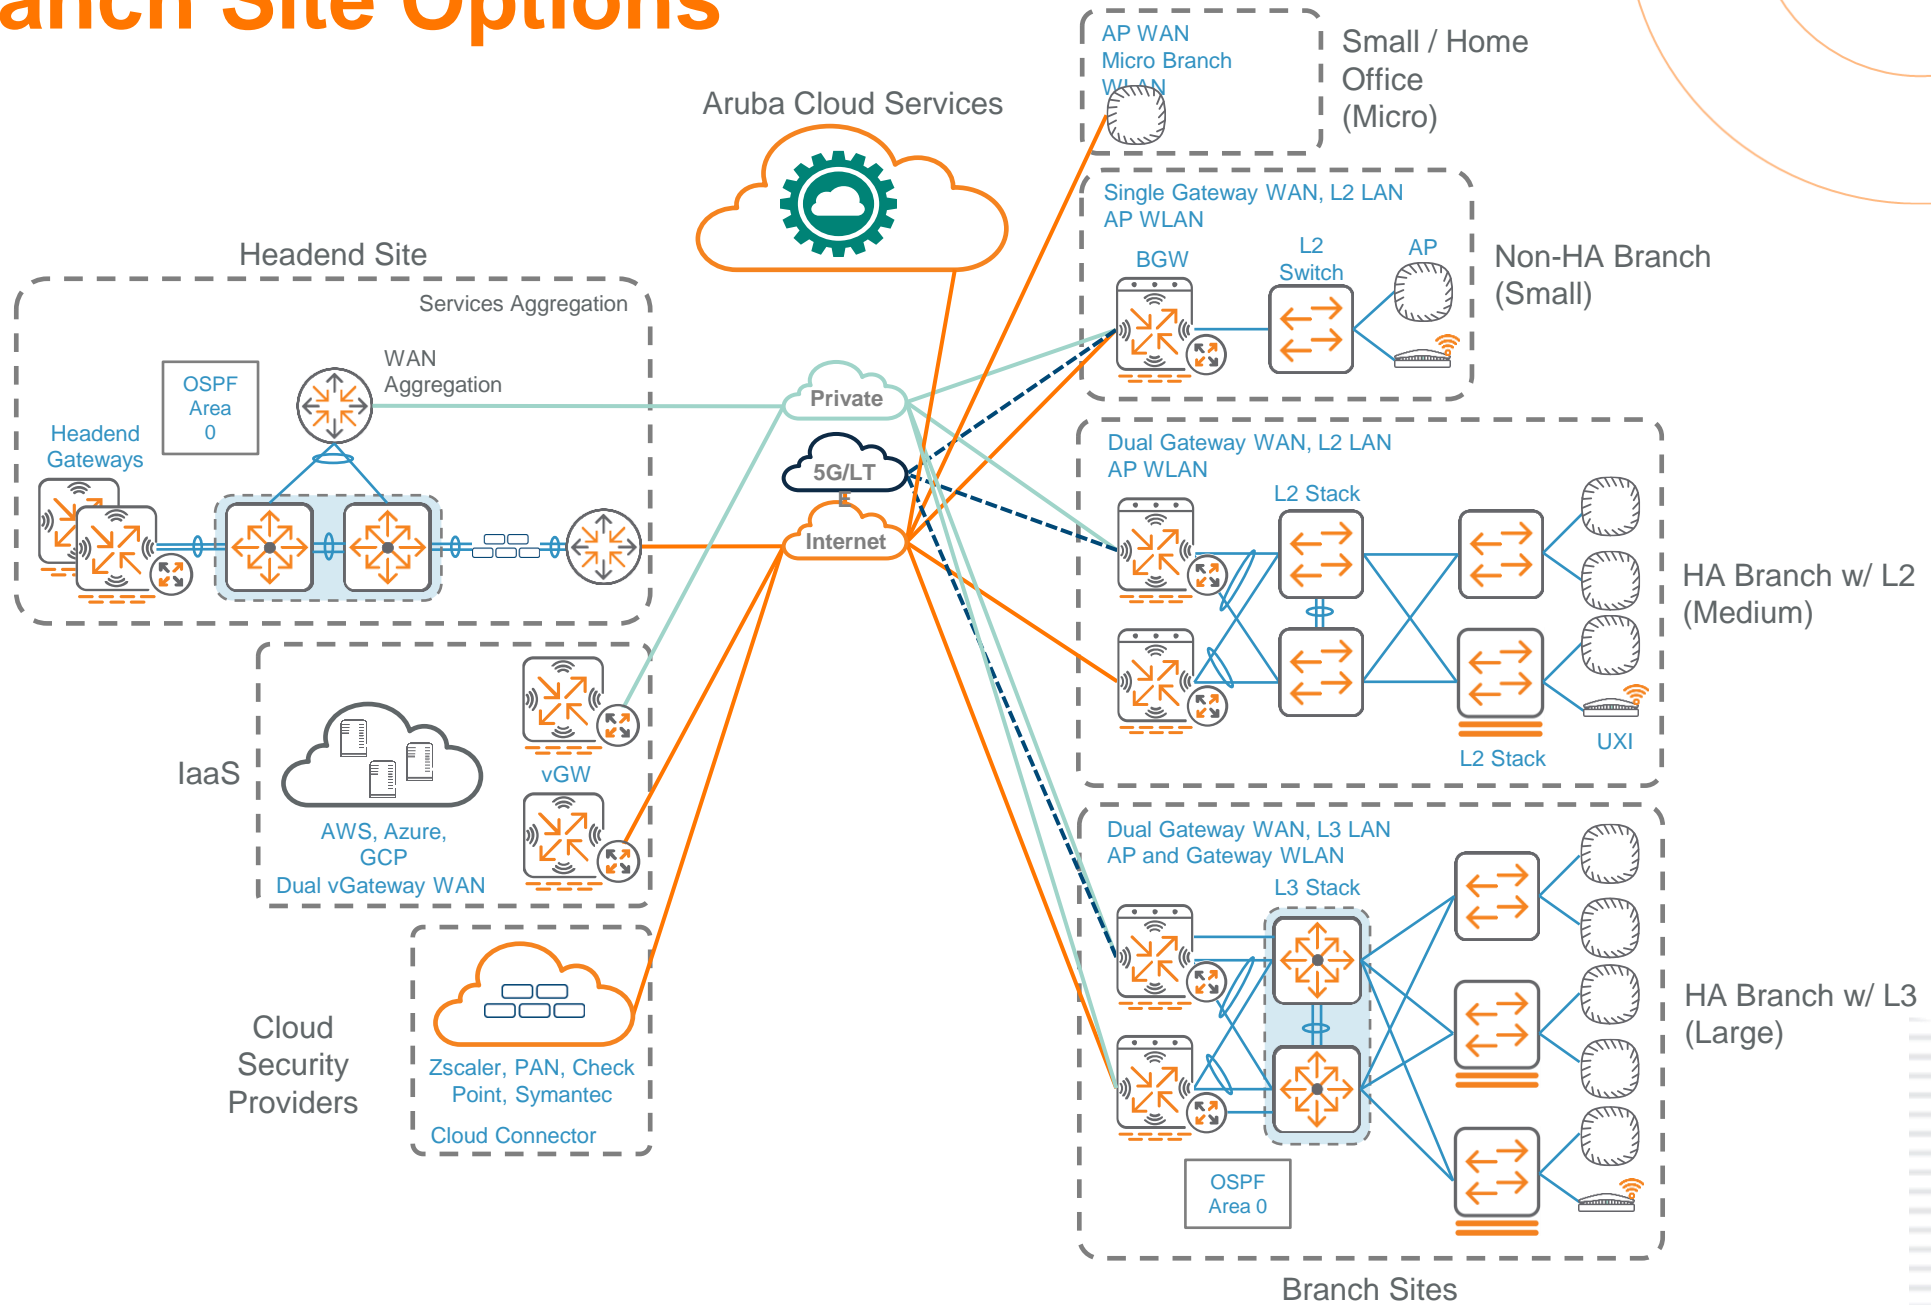 anch Site Options
Aruba Cloud Services
Headend Site
Services Aggregation
WAN
Aggregation
OSPF
Area
0
Headend
Gateways
Private
5G/LT
E
Internet
IaaS
vGW
AWS, Azure,
GCP
Dual vGateway WAN
Cloud
Security
Providers
Zscaler, PAN, Check
Point, Symantec
Cloud Connector
AP WAN
Micro Branch
WLAN
Small / Home
Office
(Micro)
Single Gateway WAN, L2 LAN
AP WLAN
BGW
L2
Switch
AP
Non-HA Branch
(Small)
Dual Gateway WAN, L2 LAN
AP WLAN
L2 Stack
L2 Stack
UXI
HA Branch w/ L2
(Medium)
Dual Gateway WAN, L3 LAN
AP and Gateway WLAN
L3 Stack
OSPF
Area 0
HA Branch w/ L3
(Large)
Branch Sites